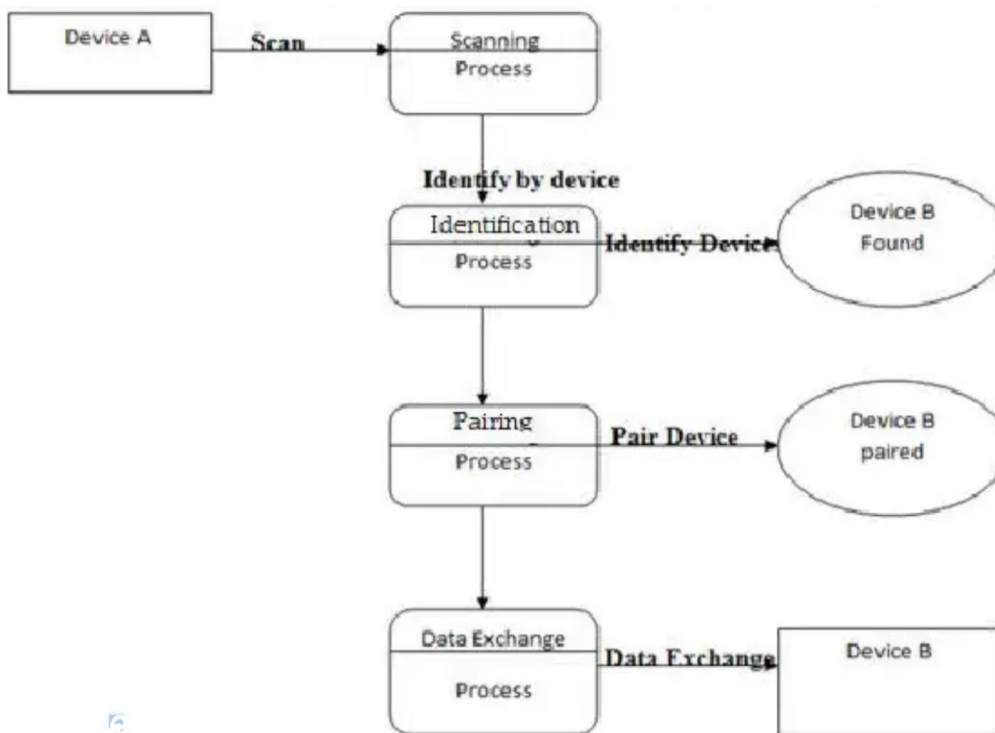 Device A
Scan
Scanning
Process
Identify by device
Identification
Process
Identify Devices
Device B
Found
Pairing
Process
Pair Device
Device B
paired
Data Exchange
Process
Data Exchange
Device B